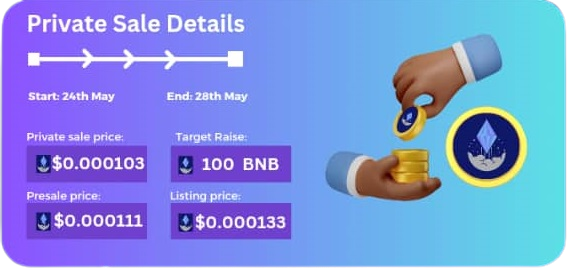 Private Sale Details
Start: 24th May
End: 28th May
Private sale price:
Target Raise:
$0.000103
100 BNB
Presale price:
Listing price:
$0.000111
$0.000133